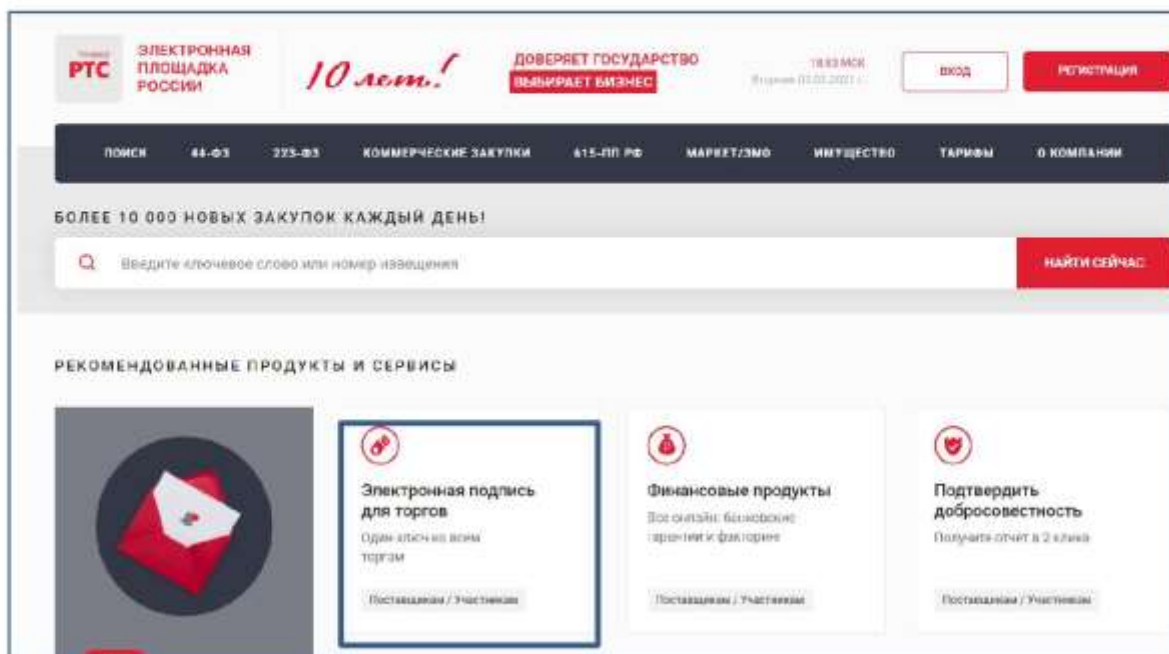 РТС
ЭЛЕКТРОННАЯ
ПЛОЩАДКА
РОССИИ
10 лет!
ДОВЕРЯЕТ ГОСУДАРСТВО
ВЫБИРАЕТ БИЗНЕС
МСК
Вторник
ВХОД
РЕГИСТРАЦИЯ
ПОИСК 44-ФЗ 223-ФЗ КОММЕРЧЕСКИЕ ЗАКУПКИ 615-ПП РФ МАРКЕТ/ЗМО ИМУЩЕСТВО ТАРИФЫ О КОМПАНИИ
БОЛЕЕ 10 000 НОВЫХ ЗАКУПОК КАЖДЫЙ ДЕНЬ!
Введите ключевое слово или номер извещения
НАЙТИ СЕЙЧАС
РЕКОМЕНДОВАННЫЕ ПРОДУКТЫ И СЕРВИСЫ
Электронная подпись
для торгов
Один ключ ко всем
торгам
Поставщикам / Участникам
Финансовые продукты
Все онлайн: банковские
гарантии и факторинг
Поставщикам / Участникам
Подтвердить
добросовестность
Получите отчет в 2 клика
Поставщикам / Участникам